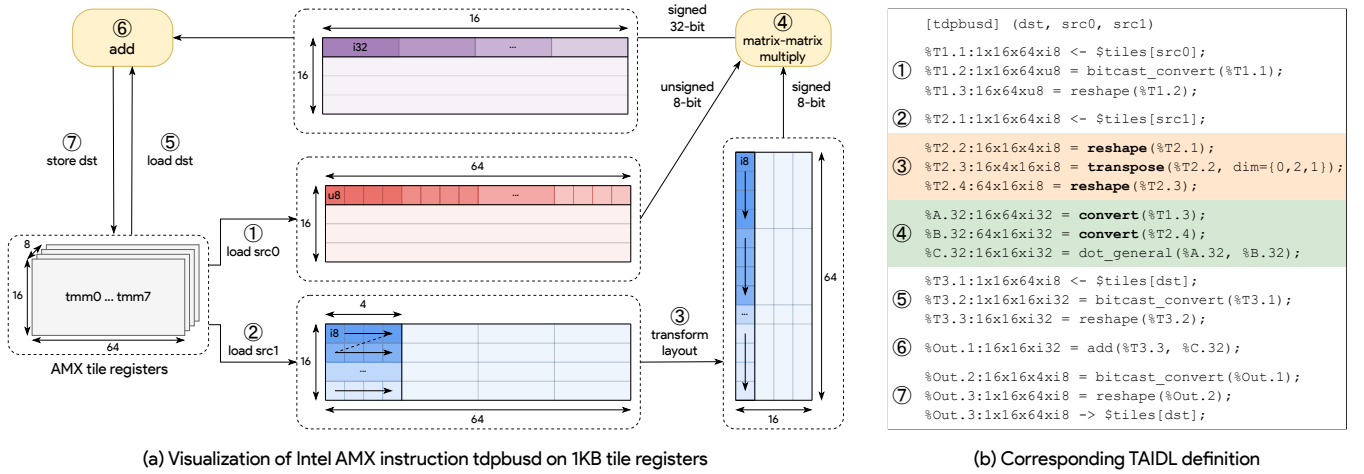 ⑥
add
16
signed
32-bit
④
matrix-matrix
multiply
i32
...
16
⑦
store dst
⑤
load dst
unsigned
8-bit
signed
8-bit
64
u8
...
16
①
load src0
8
16
tmm0 ... tmm7
64
AMX tile registers
②
load src1
4
i8
...
16
64
③
transform
layout
i8
...
64
16
(a) Visualization of Intel AMX instruction tdpbusd on 1KB tile registers
[tdpbusd] (dst, src0, src1)
①
%T1.1:1x16x64xi8 <- $tiles[src0];
%T1.2:1x16x64xu8 = bitcast_convert(%T1.1);
%T1.3:16x64xu8 = reshape(%T1.2);
② %T2.1:1x16x64xi8 <- $tiles[src1];
③
%T2.2:16x16x4xi8 = reshape(%T2.1);
%T2.3:16x4x16xi8 = transpose(%T2.2, dim={0,2,1});
%T2.4:64x16xi8 = reshape(%T2.3);
④
%A.32:16x64xi32 = convert(%T1.3);
%B.32:64x16xi32 = convert(%T2.4);
%C.32:16x16xi32 = dot_general(%A.32, %B.32);
⑤
%T3.1:1x16x64xi8 <- $tiles[dst];
%T3.2:1x16x16xi32 = bitcast_convert(%T3.1);
%T3.3:16x16xi32 = reshape(%T3.2);
⑥ %Out.1:16x16xi32 = add(%T3.3, %C.32);
⑦
%Out.2:16x16x4xi8 = bitcast_convert(%Out.1);
%Out.3:1x16x64xi8 = reshape(%Out.2);
%Out.3:1x16x64xi8 -> $tiles[dst];
(b) Corresponding TAIDL definition